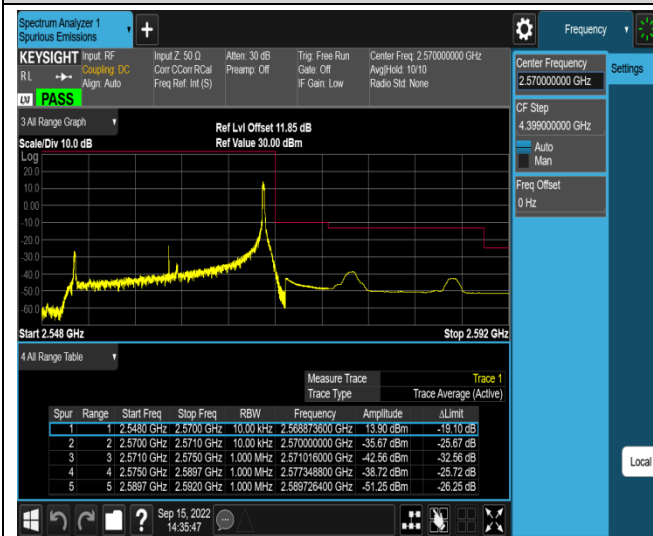 Spectrum Analyzer 1
Spurious Emissions
Frequency
KEYSIGHT
RL
LXI PASS
Input: RF
Coupling: DC
Align: Auto
Input Z: 50 Ω
Corr CCorr RCal
Freq Ref: Int (S)
Atten: 30 dB
Preamp: Off
Trig: Free Run
Gate: Off
IF Gain: Low
Center Freq: 2.570000000 GHz
Avg|Hold: 10/10
Radio Std: None
Center Frequency
2.570000000 GHz
Settings
CF Step
4.399000000 GHz
Auto
Man
Freq Offset
0 Hz
3 All Range Graph
Ref Lvl Offset 11.85 dB
Scale/Div 10.0 dB
Ref Value 30.00 dBm
Log
20.0
10.0
0.00
-10.0
-20.0
-30.0
-40.0
-50.0
-60.0
Start 2.548 GHz
Stop 2.592 GHz
4 All Range Table
Measure Trace Trace 1
Trace Type Trace Average (Active)
Spur Range Start Freq Stop Freq RBW Frequency Amplitude ΔLimit
1 1 2.5480 GHz 2.5700 GHz 10.00 kHz 2.568873600 GHz 13.90 dBm -19.10 dB
2 2 2.5700 GHz 2.5710 GHz 10.00 kHz 2.570000000 GHz -35.67 dBm -25.67 dB
3 3 2.5710 GHz 2.5750 GHz 1.000 MHz 2.571016000 GHz -42.56 dBm -32.56 dB
4 4 2.5750 GHz 2.5897 GHz 1.000 MHz 2.577348800 GHz -38.72 dBm -25.72 dB
5 5 2.5897 GHz 2.5920 GHz 1.000 MHz 2.589726400 GHz -51.25 dBm -26.25 dB
Local
Sep 15, 2022
14:35:47